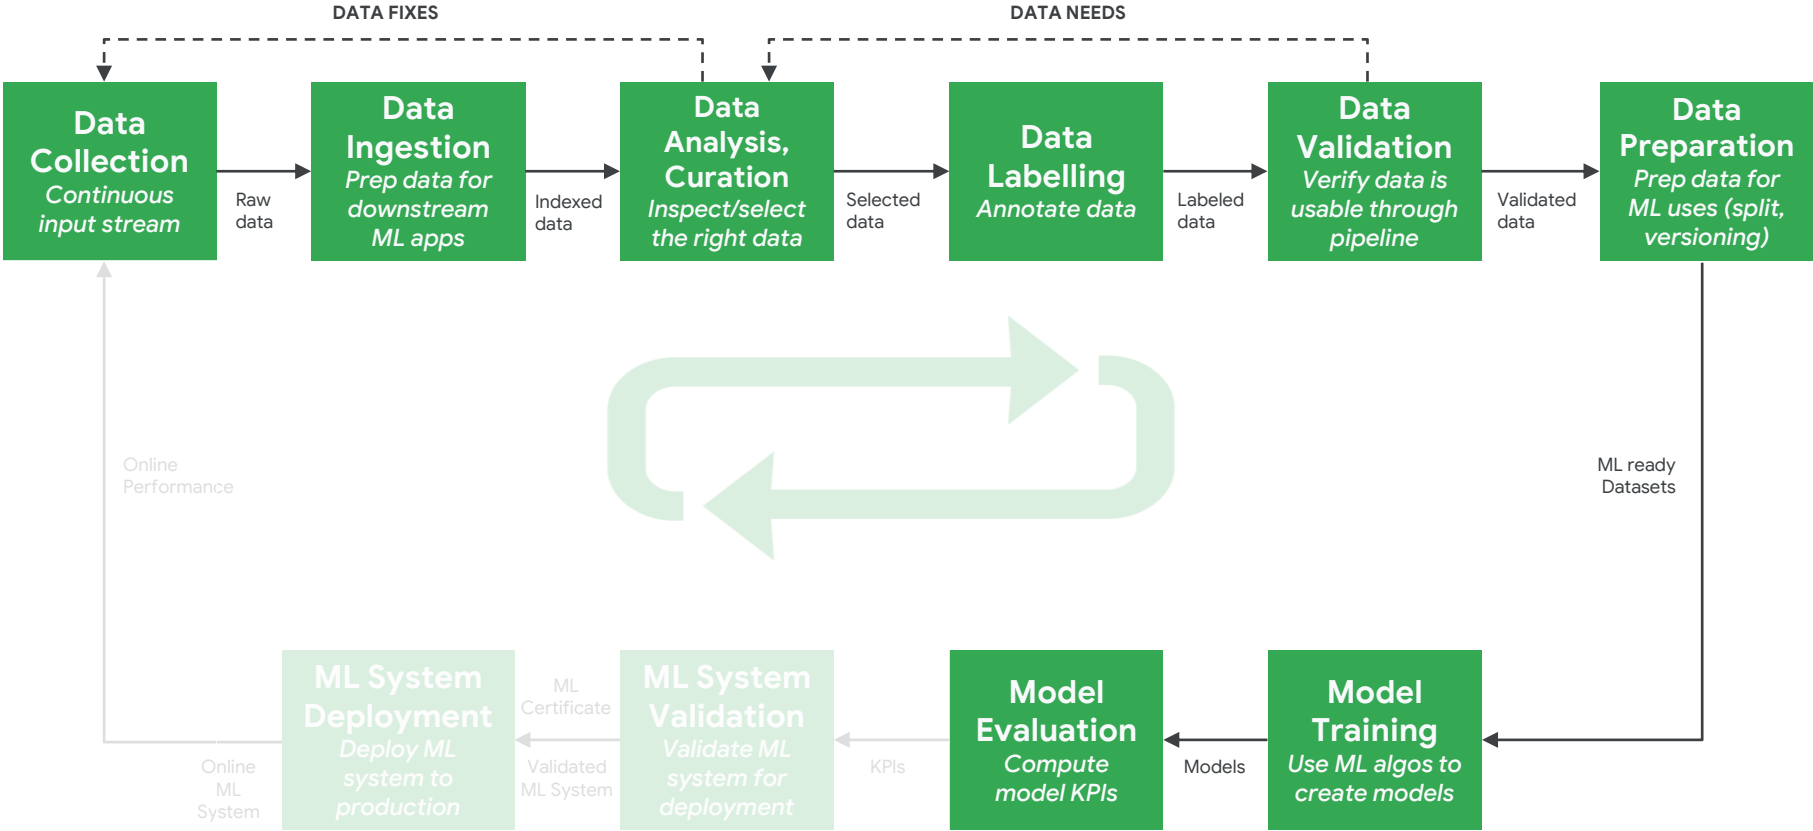 DATA FIXES
DATA NEEDS
Data
Collection
Continuous
input stream
Raw
data
Data
Ingestion
Prep data for
downstream
ML apps
Indexed
data
Data
Analysis,
Curation
Inspect/select
the right data
Selected
data
Data
Labelling
Annotate data
Labeled
data
Data
Validation
Verify data is
usable through
pipeline
Validated
data
Data
Preparation
Prep data for
ML uses (split,
versioning)
Online
Performance
ML ready
Datasets
Online
ML
System
ML System
Deployment
Deploy ML
system to
production
ML
Certificate
Validated
ML System
ML System
Validation
Validate ML
system for
deployment
KPIs
Model
Evaluation
Compute
model KPIs
Models
Model
Training
Use ML algos to
create models